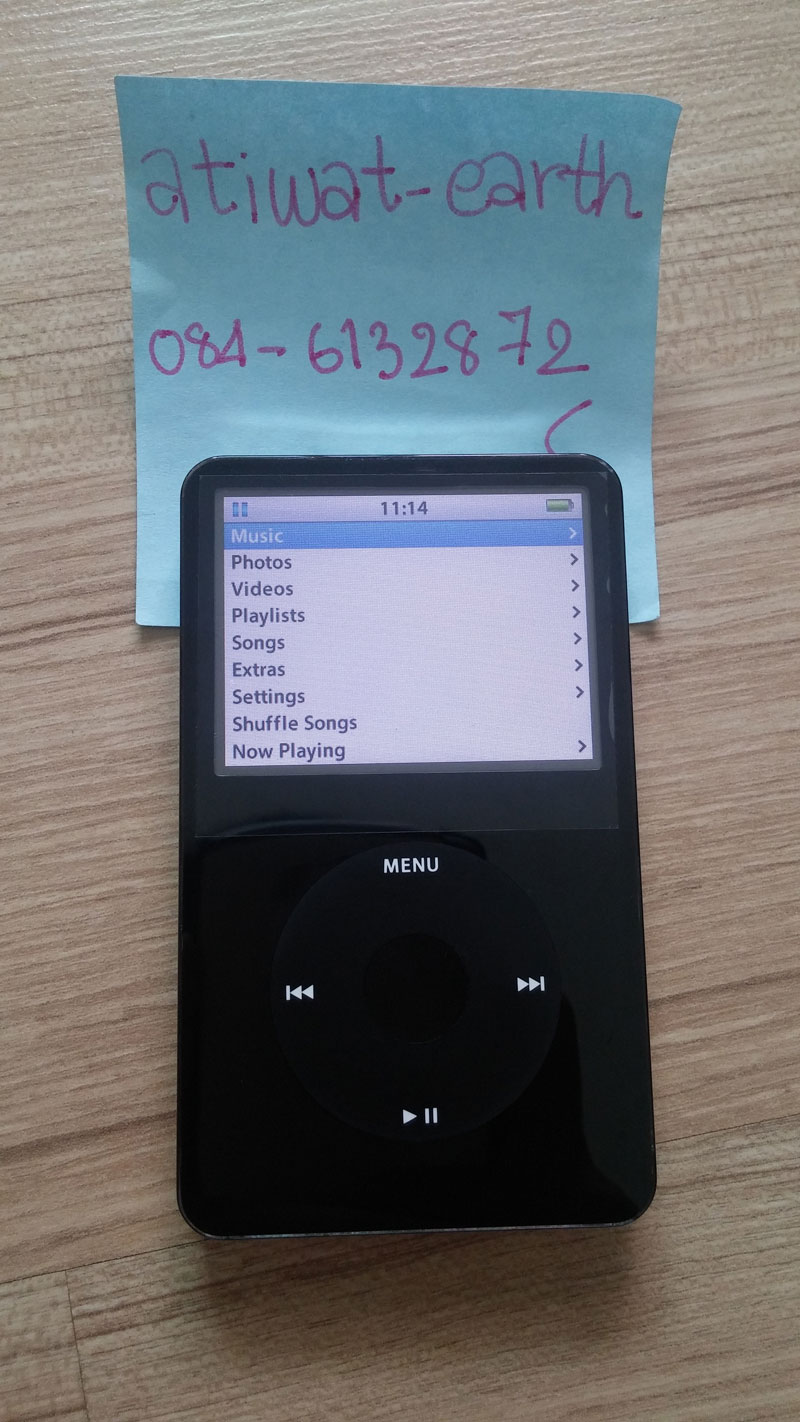 atiwat-earth
084-6132872
11:14
Music
Photos
Videos
Playlists
Songs
Extras
Settings
Shuffle Songs
Now Playing
MENU